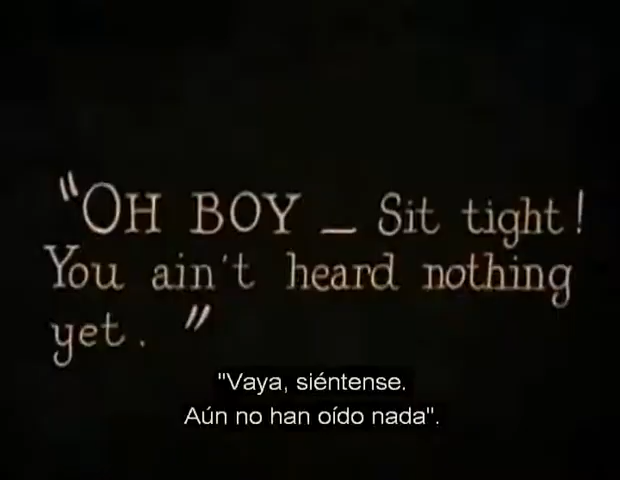 "OH BOY — Sit tight!
You ain't heard nothing
yet."
"Vaya, siéntense.
Aún no han oído nada".